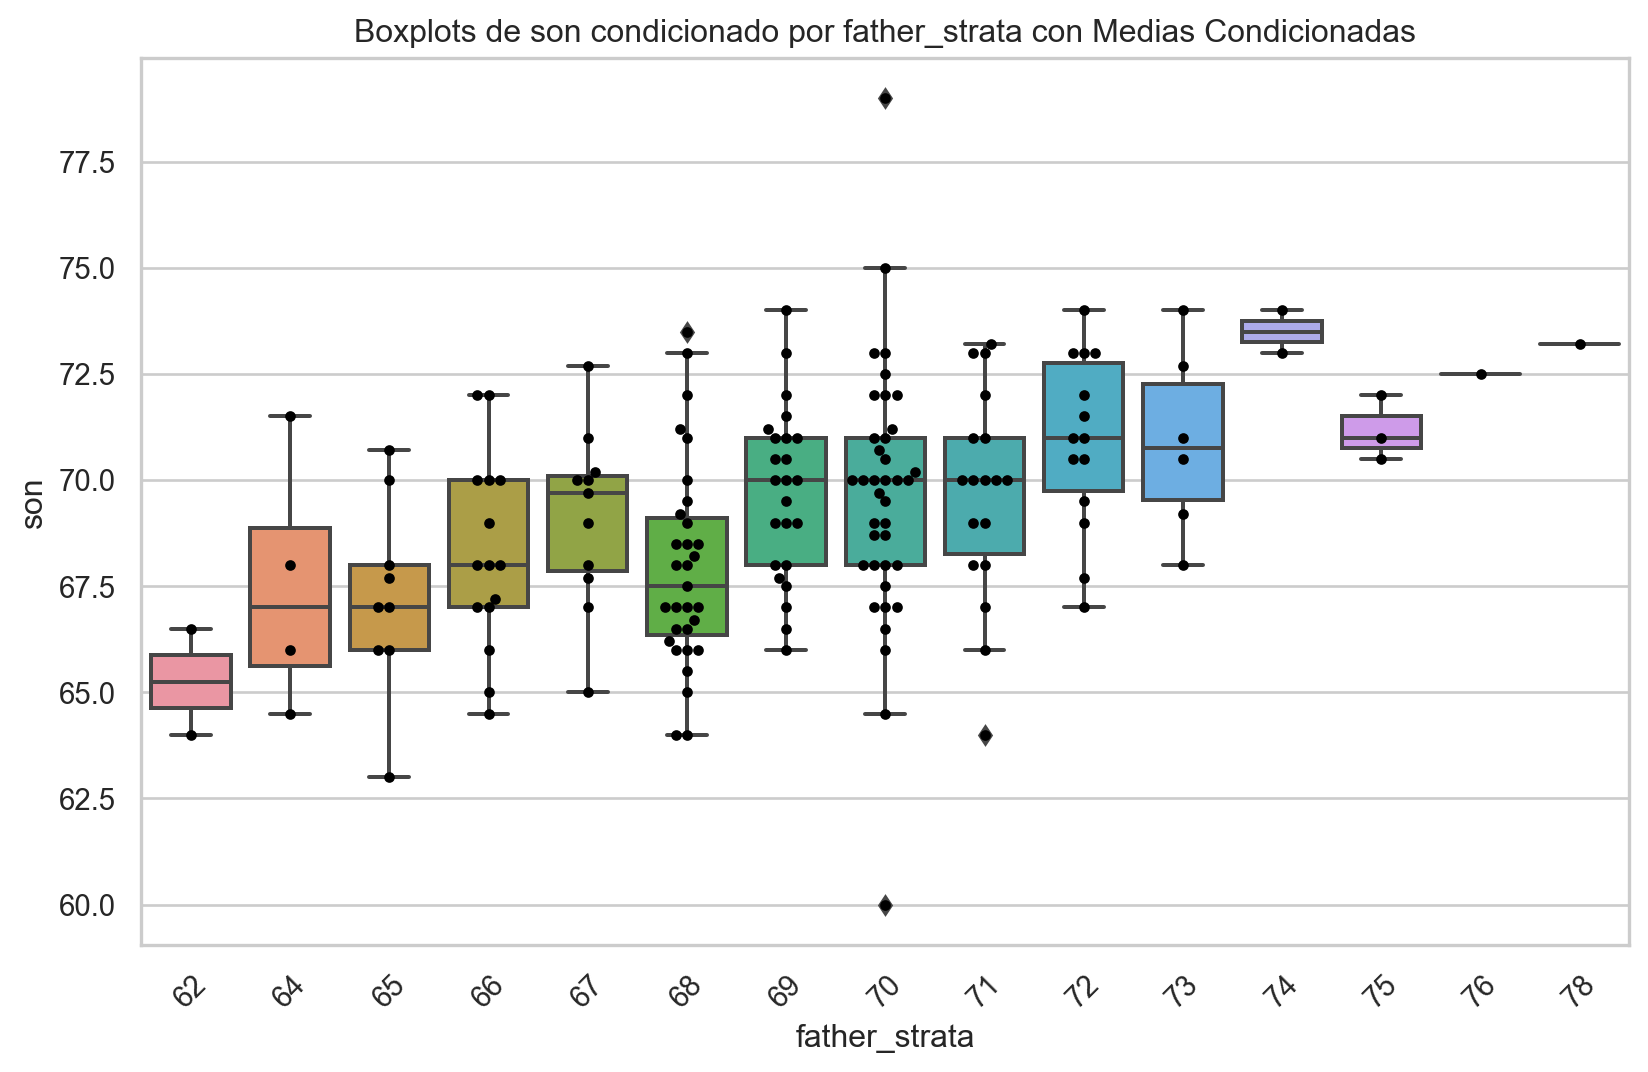 Boxplots de son condicionado por father_strata con Medias Condicionadas
77.5
75.0
72.5
70.0
67.5
65.0
62.5
60.0
son
62 64 65 66 67 68 69 70 71 72 73 74 75 76 78
father_strata